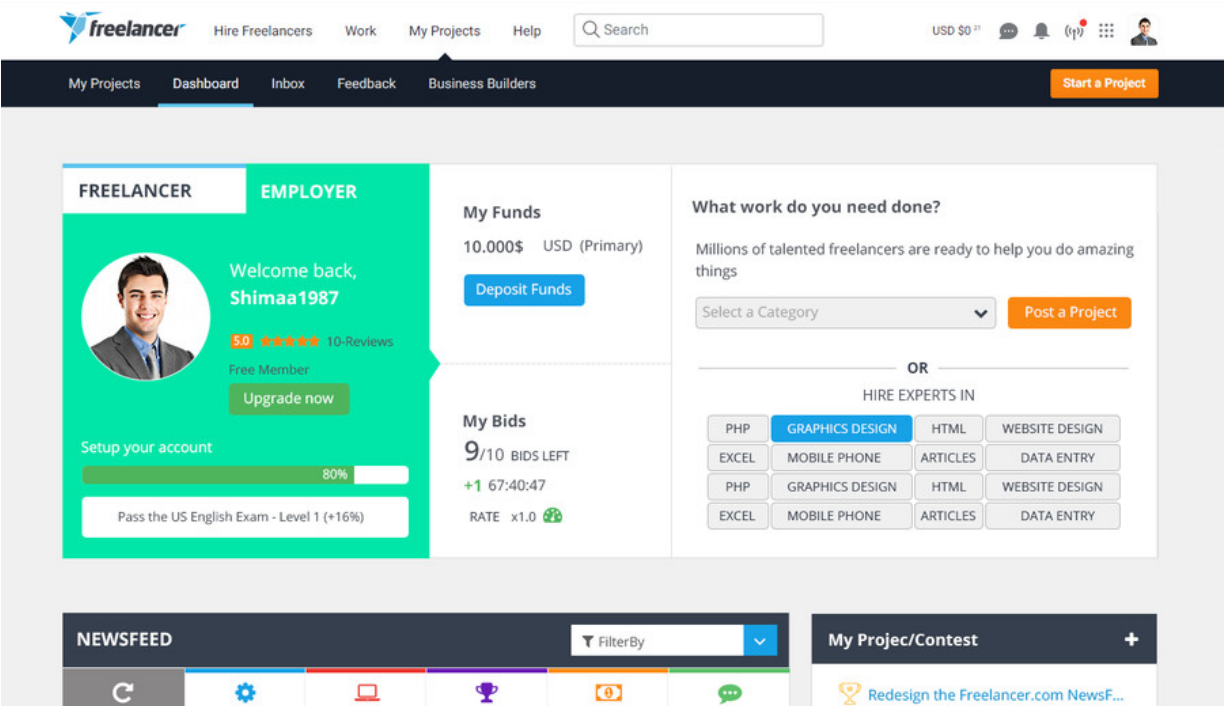 freelancer Hire Freelancers Work My Projects Help Search USD $0
My Projects Dashboard Inbox Feedback Business Builders Start a Project
FREELANCER EMPLOYER
Welcome back,
Shimaa1987
5.0 10-Reviews
Free Member
Upgrade now
Setup your account
80%
Pass the US English Exam - Level 1 (+16%)
My Funds
10.000$ USD (Primary)
Deposit Funds
My Bids
9/10 BIDS LEFT
+1 67:40:47
RATE x1.0
What work do you need done?
Millions of talented freelancers are ready to help you do amazing
things
Select a Category Post a Project
OR
HIRE EXPERTS IN
PHP GRAPHICS DESIGN HTML WEBSITE DESIGN
EXCEL MOBILE PHONE ARTICLES DATA ENTRY
PHP GRAPHICS DESIGN HTML WEBSITE DESIGN
EXCEL MOBILE PHONE ARTICLES DATA ENTRY
NEWSFEED FilterBy
My Projec/Contest +
Redesign the Freelancer.com NewsF...